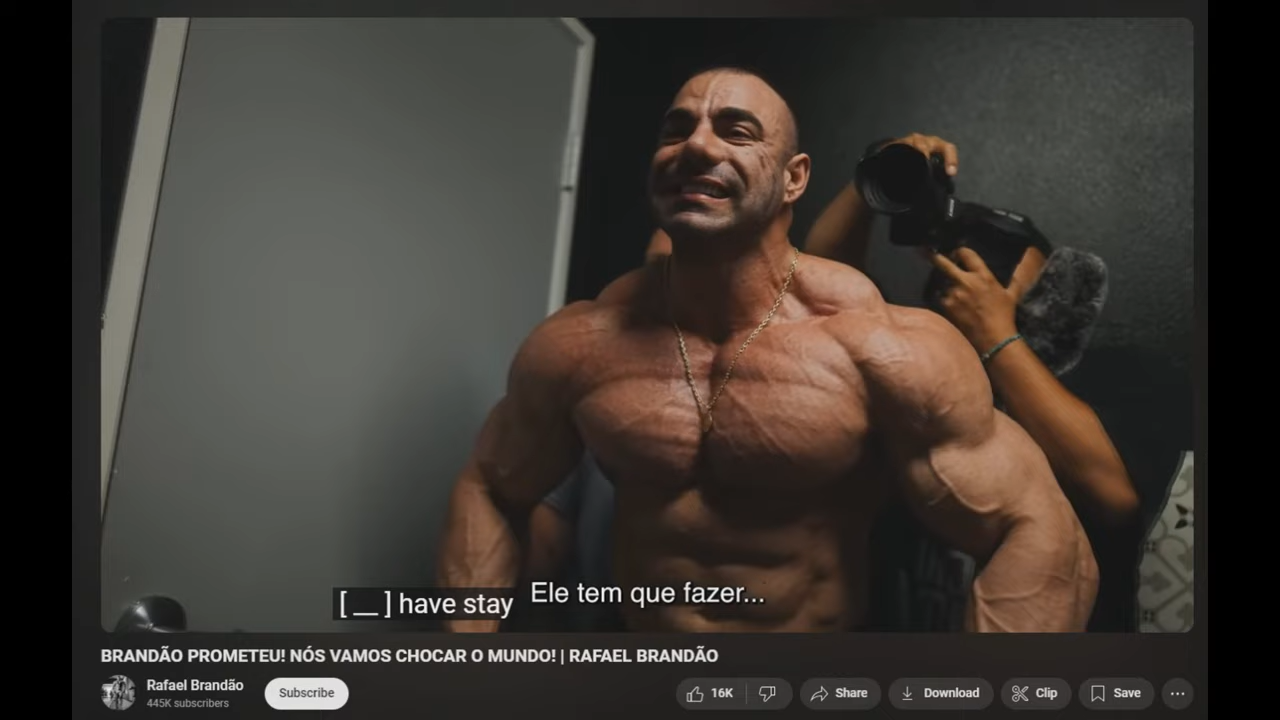 [ __ ] have stay
Ele tem que fazer...
BRANDÃO PROMETEU! NÓS VAMOS CHOCAR O MUNDO! | RAFAEL BRANDÃO
Rafael Brandão
445K subscribers
Subscribe
16K
Share
Download
Clip
Save